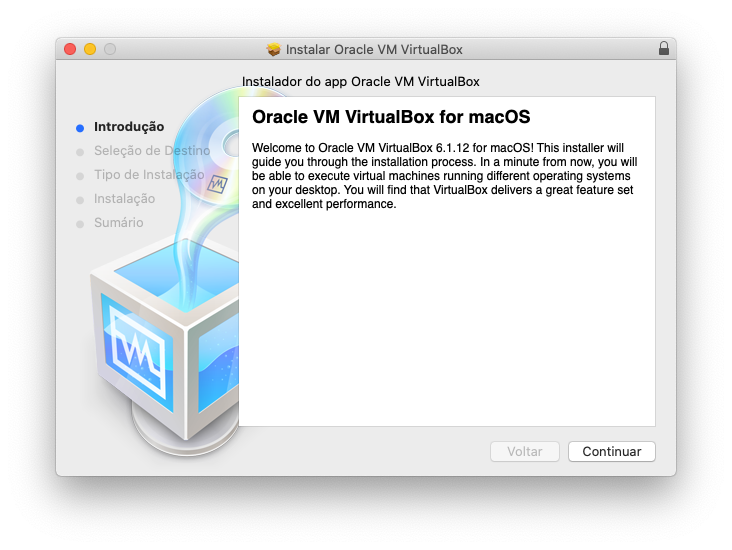 Instalar Oracle VM VirtualBox
Instalador do app Oracle VM VirtualBox
Introdução
Seleção de Destino
Tipo de Instalação
Instalação
Sumário
Oracle VM VirtualBox for macOS
Welcome to Oracle VM VirtualBox 6.1.12 for macOS! This installer will
guide you through the installation process. In a minute from now, you will
be able to execute virtual machines running different operating systems
on your desktop. You will find that VirtualBox delivers a great feature set
and excellent performance.
Voltar
Continuar